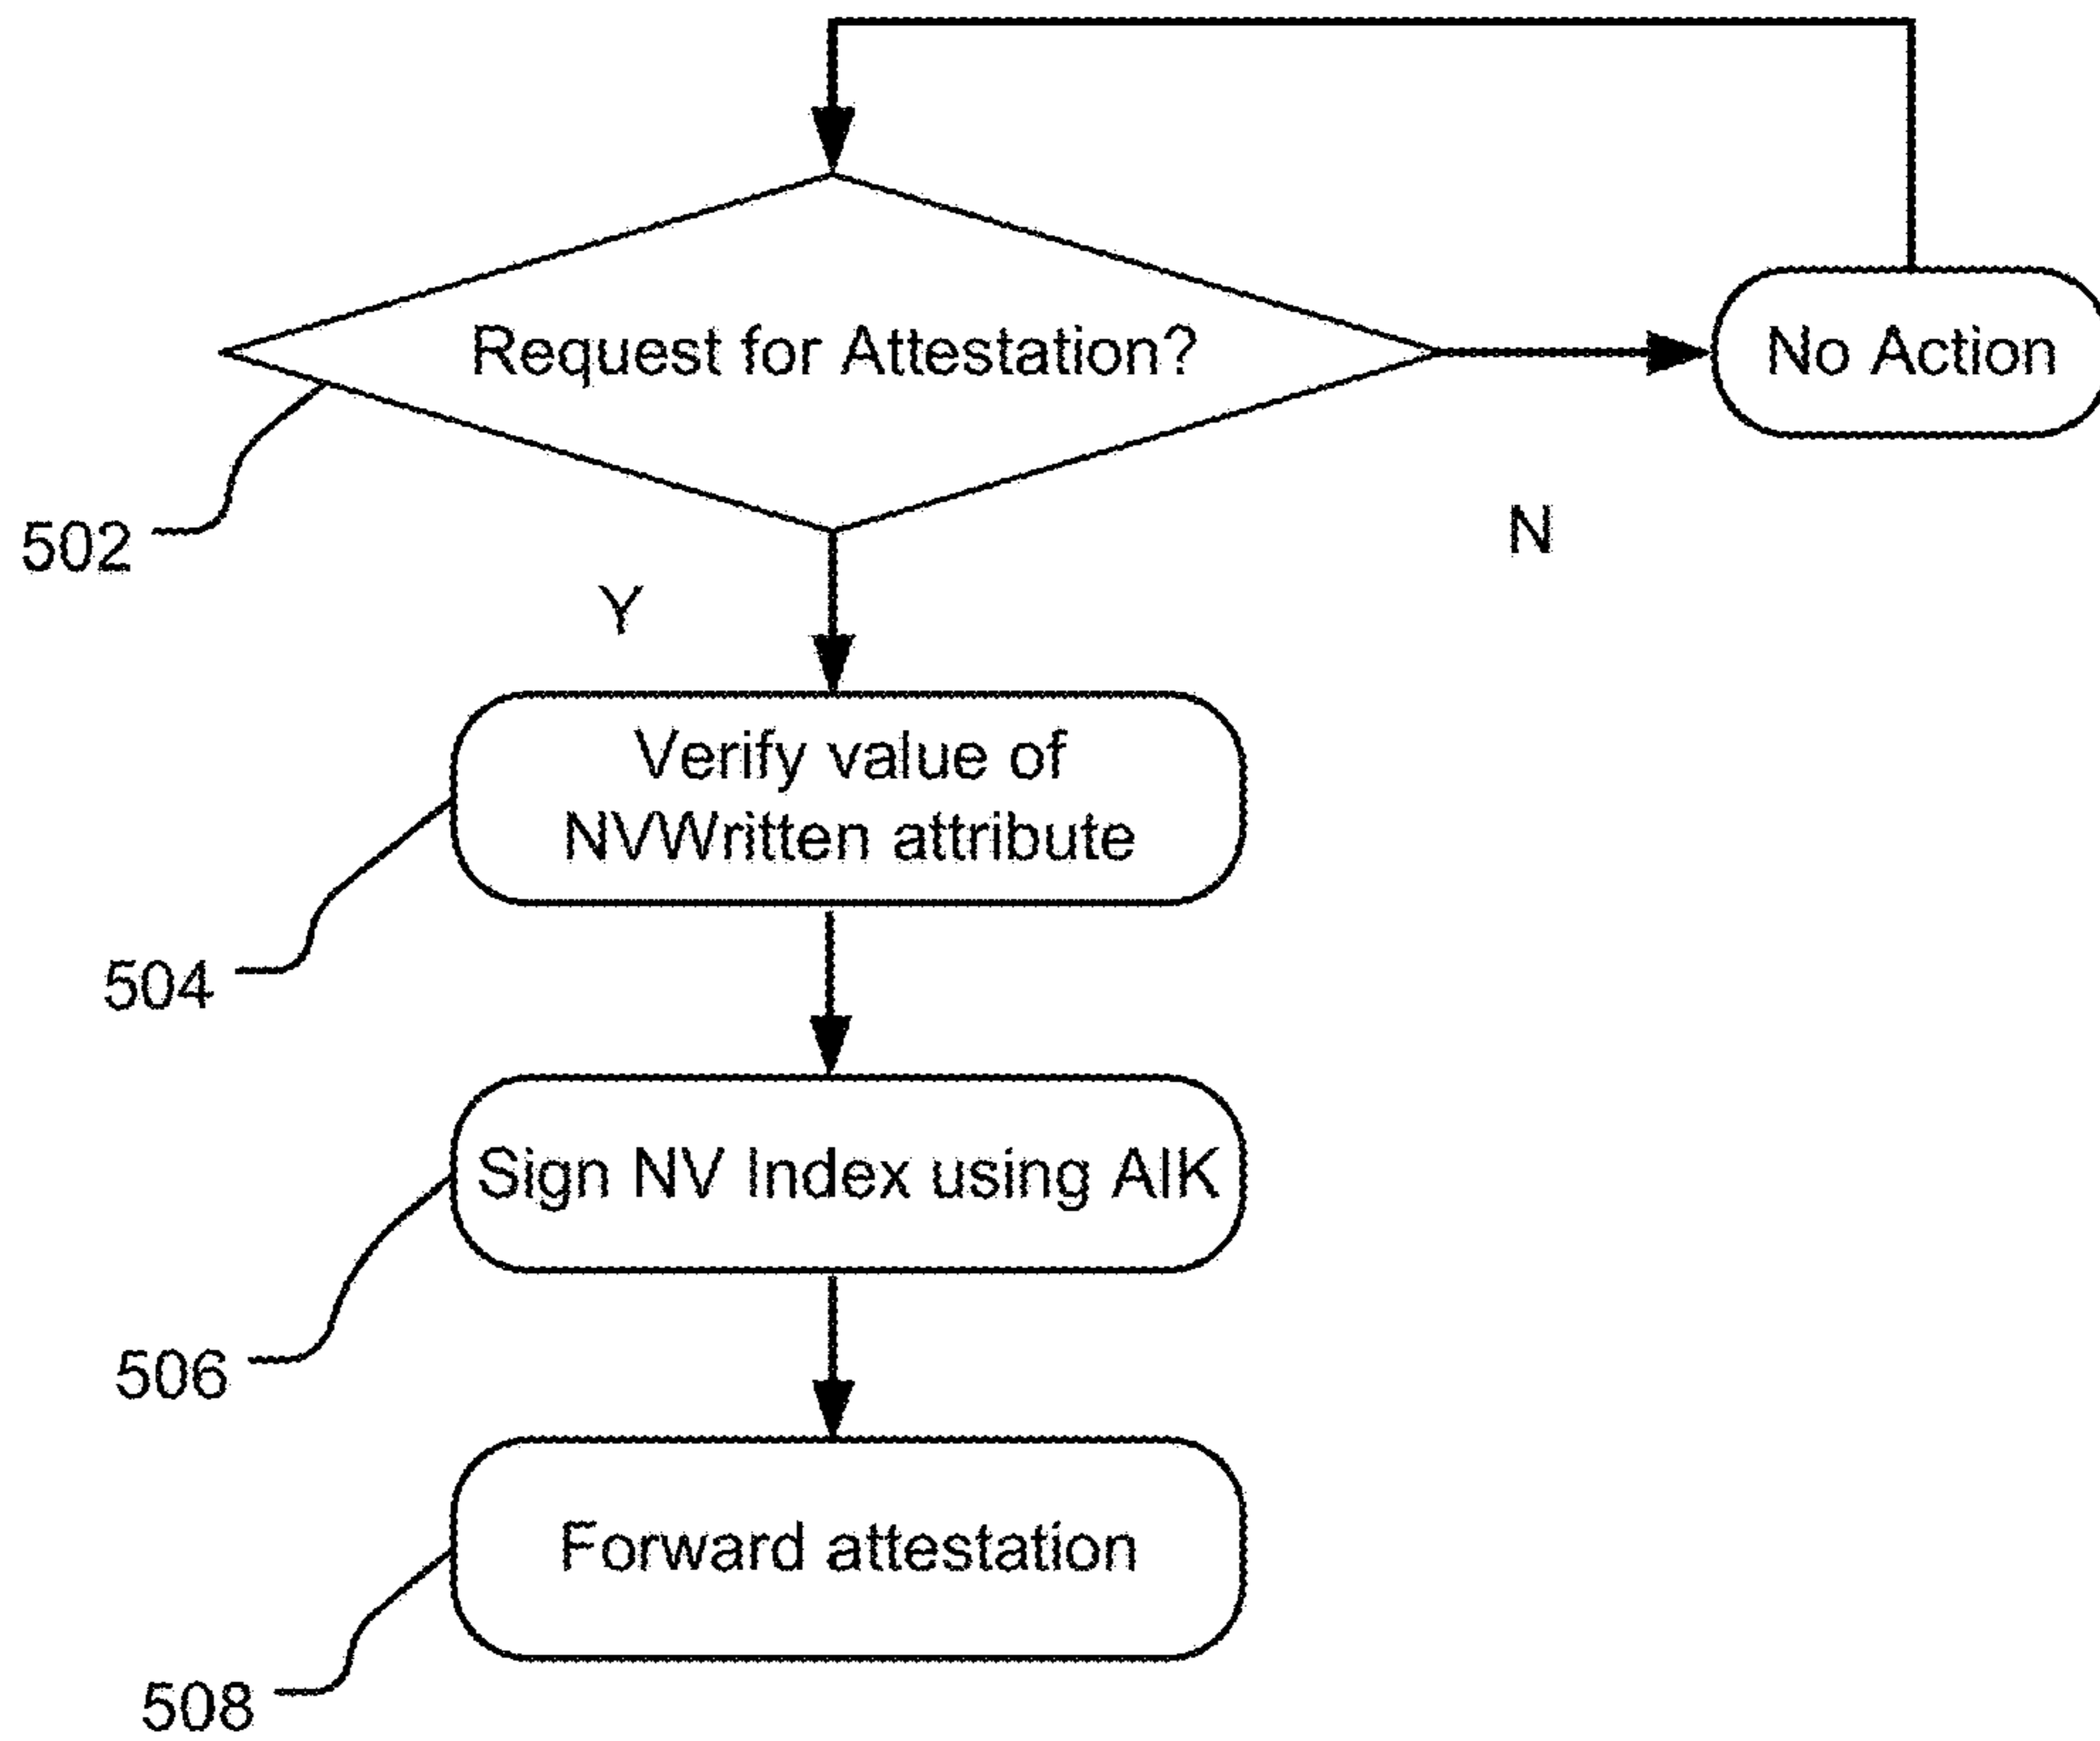 Request for Attestation?
No Action
502
N
Y
Verify value of
NVWritten attribute
504
Sign NV Index using AIK
506
Forward attestation
508